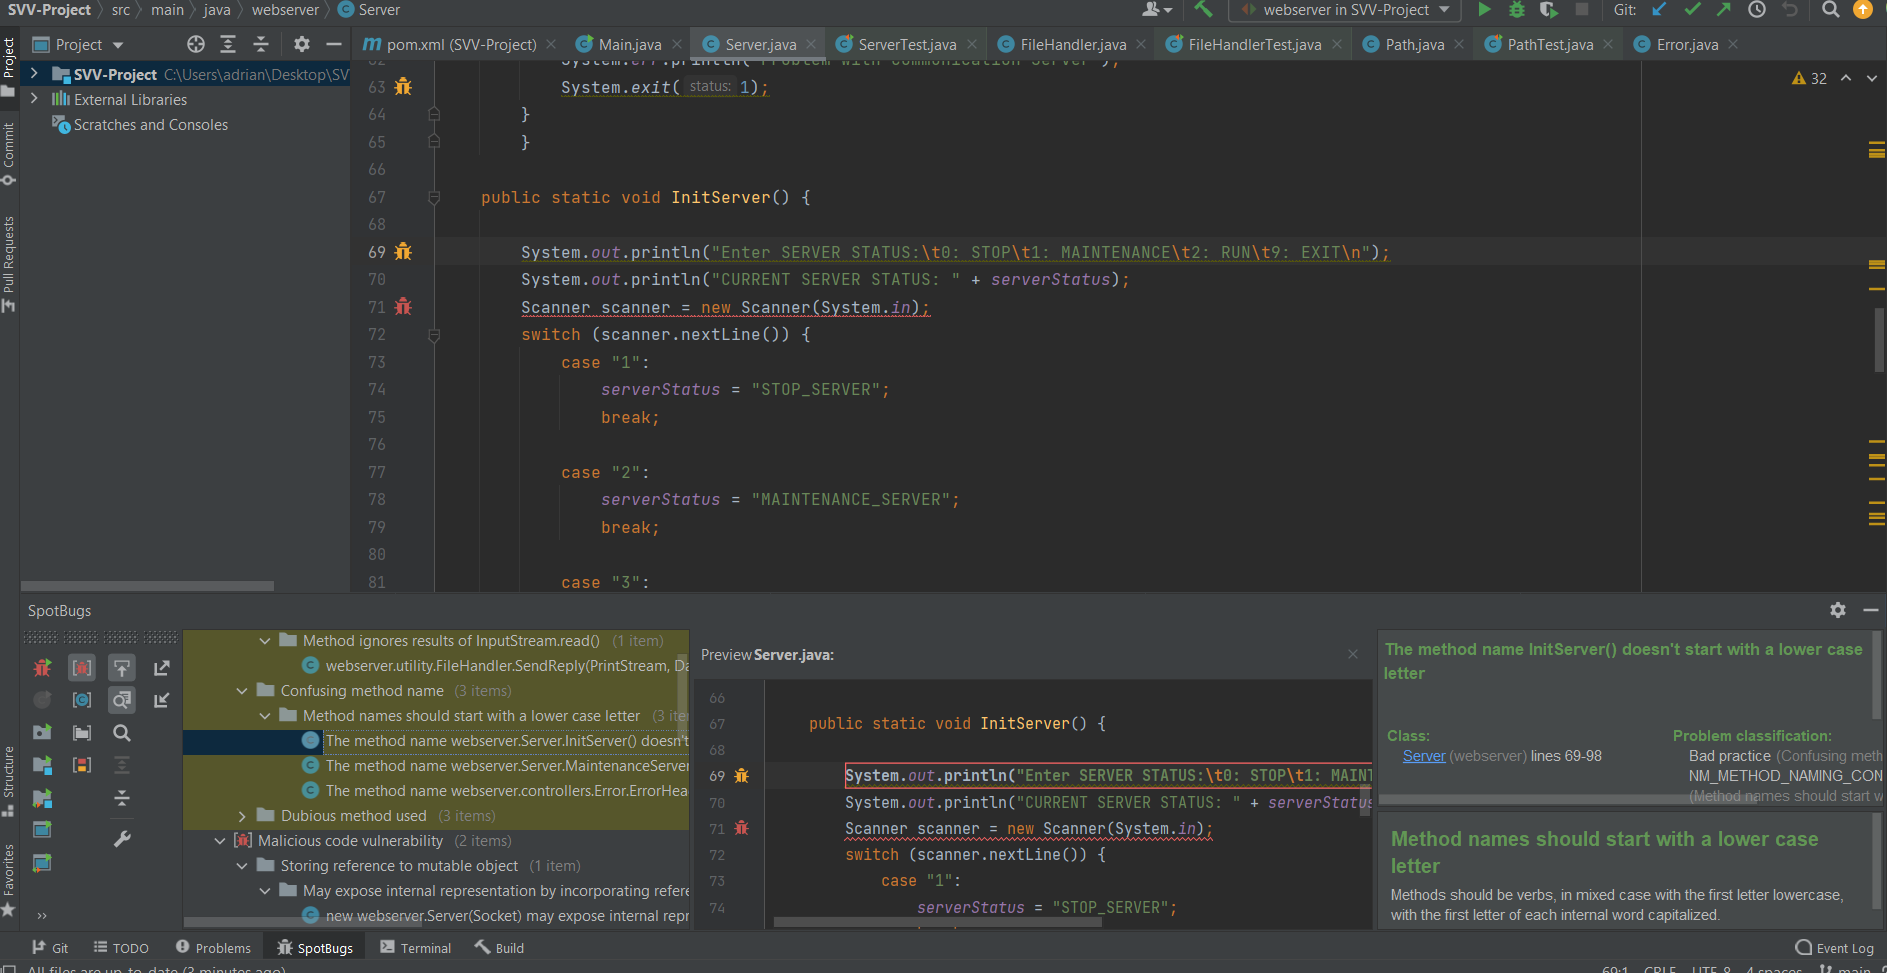 SVV-Project src main java webserver Server webserver in SVV-Project Git:
Project pom.xml (SVV-Project) Main.java Server.java ServerTest.java FileHandler.java FileHandlerTest.java Path.java PathTest.java Error.java
Project
Commit
Pull Requests
Structure
Favorites
SVV-Project C:\Users\adrian\Desktop\SV
External Libraries
Scratches and Consoles
32
62 System.err.println("Problem with Communication Server");
63 System.exit( status: 1);
64 }
65 }
66
67 public static void InitServer() {
68
69 System.out.println("Enter SERVER STATUS:\t0: STOP\t1: MAINTENANCE\t2: RUN\t9: EXIT\n");
70 System.out.println("CURRENT SERVER STATUS: " + serverStatus);
71 Scanner scanner = new Scanner(System.in);
72 switch (scanner.nextLine()) {
73 case "1":
74 serverStatus = "STOP_SERVER";
75 break;
76
77 case "2":
78 serverStatus = "MAINTENANCE_SERVER";
79 break;
80
81 case "3":
SpotBugs
Method ignores results of InputStream.read() (1 item)
webserver.utility.FileHandler.SendReply(PrintStream, Da
Confusing method name (3 items)
Method names should start with a lower case letter (3 ite
The method name webserver.Server.InitServer() doesn't
The method name webserver.Server.MaintenanceServer
The method name webserver.controllers.Error.ErrorHea
Dubious method used (3 items)
Malicious code vulnerability (2 items)
Storing reference to mutable object (1 item)
May expose internal representation by incorporating refere
new webserver.Server(Socket) may expose internal repr
»
Preview Server.java:
66
67 public static void InitServer() {
68
69 System.out.println("Enter SERVER STATUS:\t0: STOP\t1: MAINT
70 System.out.println("CURRENT SERVER STATUS: " + serverStatus
71 Scanner scanner = new Scanner(System.in);
72 switch (scanner.nextLine()) {
73 case "1":
74 serverStatus = "STOP_SERVER";
The method name InitServer() doesn't start with a lower case
letter
Class: Problem classification:
Server (webserver) lines 69-98 Bad practice (Confusing meth
NM_METHOD_NAMING_CON
(Method names should start w
Method names should start with a lower case
letter
Methods should be verbs, in mixed case with the first letter lowercase,
with the first letter of each internal word capitalized.
Git TODO Problems SpotBugs Terminal Build Event Log
All files are up-to-date (3 minutes ago) 69:1 CRLF UTF-8 4 spaces main